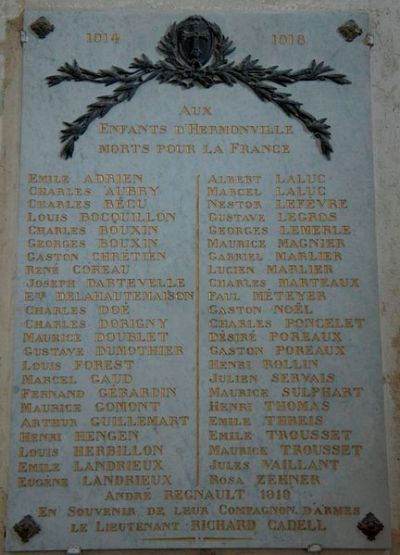 1914 1918
AUX
ENFANTS D'HERMONVILLE
MORTS POUR LA FRANCE
EMILE ADRIEN
CHARLES AUBRY
CHARLES BÉCU
LOUIS BOCQUILLON
CHARLES BOUXIN
GEORGES BOUXIN
GASTON CHRÉTIEN
RENÉ COREAU
JOSEPH DARTEVELLE
DELAHAUTEMAISON
CHARLES DOÉ
CHARLES DORIGNY
MAURICE DOUBLET
GUSTAVE DUMOTHIER
LOUIS FOREST
MARCEL GAUD
FERNAND GÉRARDIN
MAURICE GOMONT
ARTHUR GUILLEMART
HENRI HENGEN
LOUIS HERBILLON
EMILE LANDRIEUX
EUGÈNE LANDRIEUX
ALBERT LALUC
MARCEL LALUC
NESTOR LEFÈVRE
GUSTAVE LEGROS
GEORGES LEMERLE
MAURICE MAGNIER
GABRIEL MARLIER
LUCIEN MARLIER
CHARLES MARTEAUX
PAUL MÉTEYER
GASTON NOËL
CHARLES PONCELET
DÉSIRÉ POREAUX
GASTON POREAUX
HENRI ROLLIN
JULIEN SERVAIS
MAURICE SULPHART
HENRI THOMAS
EMILE THREIS
EMILE TROUSSET
MAURICE TROUSSET
JULES VAILLANT
ROSA ZEHNER
ANDRÉ REGNAULT 1919
EN SOUVENIR DE LEUR COMPAGNON D'ARMES
LE LIEUTENANT RICHARD CADELL